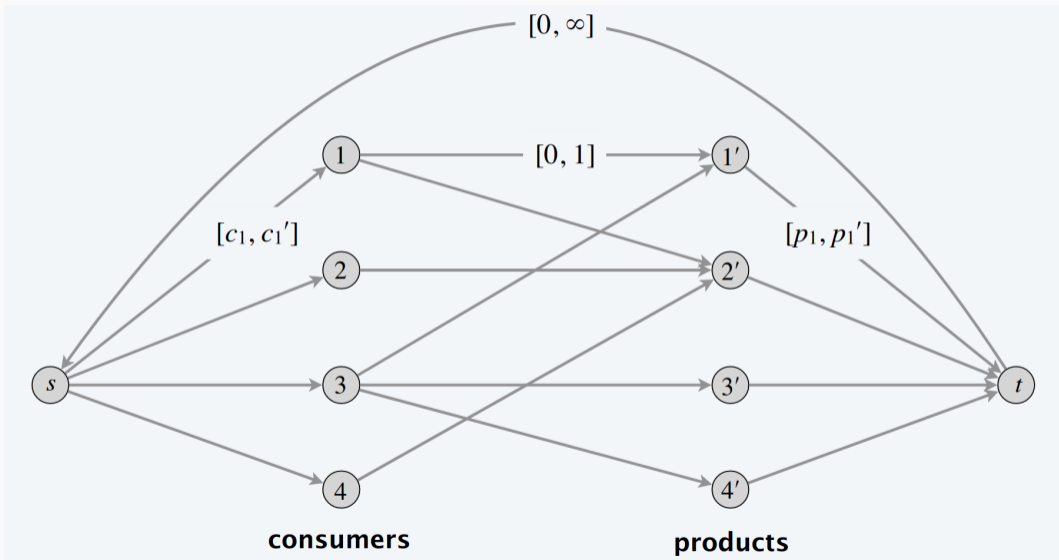 [0, ∞]
1
[0, 1]
1′
[c₁, c₁′]
[p₁, p₁′]
2
2′
s
3
3′
t
4
4′
consumers
products